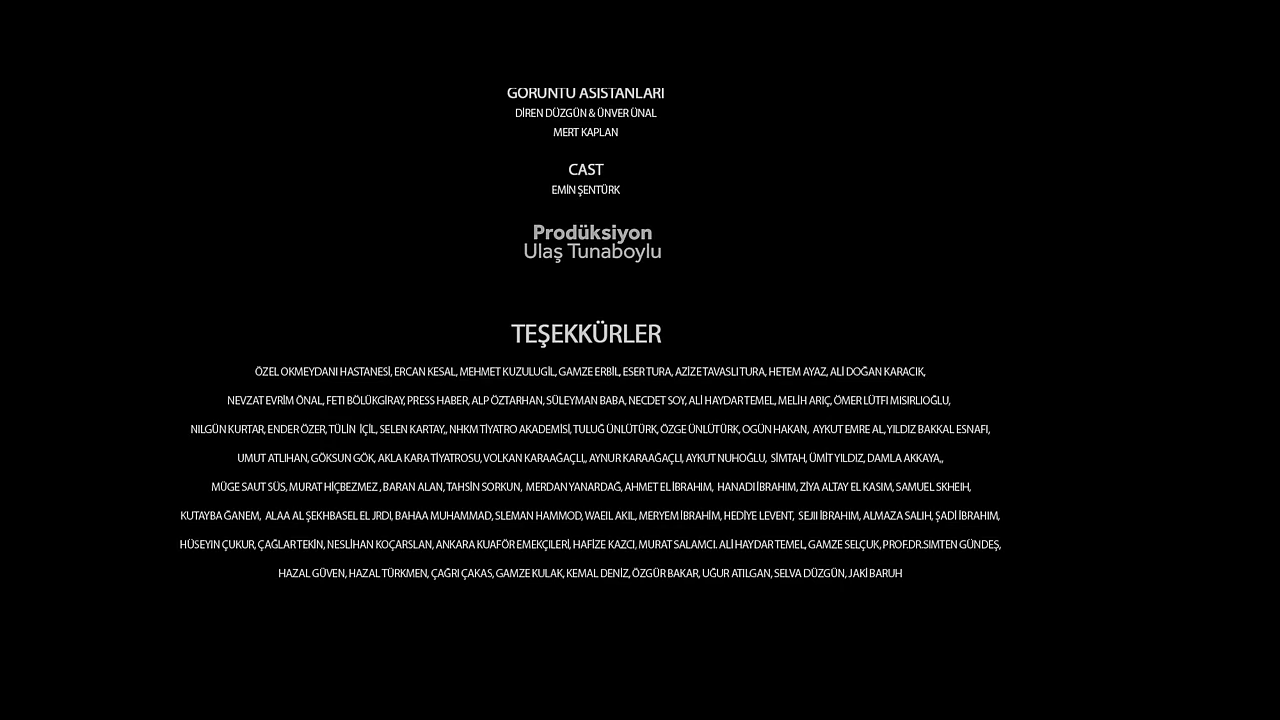 GÖRÜNTÜ ASİSTANLARI
DİREN DÜZGÜN & ÜNVER ÜNAL
MERT KAPLAN
CAST
EMİN ŞENTÜRK
Prodüksiyon
Ulaş Tunaboylu
TEŞEKKÜRLER
ÖZEL OKMEYDANI HASTANESİ, ERCAN KESAL, MEHMET KUZULUGİL, GAMZE ERBİL, ESER TURA, AZİZE TAVASLI TURA, HETEM AYAZ, ALİ DOĞAN KARACIK,
NEVZAT EVRİM ÖNAL, FETI BÖLÜKGİRAY, PRESS HABER, ALP ÖZTARHAN, SÜLEYMAN BABA, NECDET SOY, ALİ HAYDAR TEMEL, MELİH ARIÇ, ÖMER LÜTFI MISIRLIOĞLU,
NILGÜN KURTAR, ENDER ÖZER, TÜLİN İÇİL, SELEN KARTAY,, NHKM TİYATRO AKADEMİSİ, TULUĞ ÜNLÜTÜRK, ÖZGE ÜNLÜTÜRK, OGÜN HAKAN, AYKUT EMRE AL, YILDIZ BAKKAL ESNAFI,
UMUT ATLIHAN, GÖKSUN GÖK, AKLA KARA TİYATROSU, VOLKAN KARAAĞAÇLI,, AYNUR KARAAĞAÇLI, AYKUT NUHOĞLU, SİMTAH, ÜMİT YILDIZ, DAMLA AKKAYA,,
MÜGE SAUT SÜS, MURAT HİÇBEZMEZ , BARAN ALAN, TAHSİN SORKUN, MERDAN YANARDAĞ, AHMET EL İBRAHIM, HANADI İBRAHIM, ZİYA ALTAY EL KASIM, SAMUEL SKHEIH,
KUTAYBA ĞANEM, ALAA AL ŞEKHBASEL EL JRDI, BAHAA MUHAMMAD, SLEMAN HAMMOD, WAEIL AKIL, MERYEM İBRAHİM, HEDİYE LEVENT, SEJII İBRAHIM, ALMAZA SALIH, ŞADİ İBRAHIM,
HÜSEYIN ÇUKUR, ÇAĞLAR TEKİN, NESLİHAN KOÇARSLAN, ANKARA KUAFÖR EMEKÇİLERİ, HAFİZE KAZCI, MURAT SALAMCI. ALİ HAYDAR TEMEL, GAMZE SELÇUK, PROF.DR.SIMTEN GÜNDEŞ,
HAZAL GÜVEN, HAZAL TÜRKMEN, ÇAĞRI ÇAKAS, GAMZE KULAK, KEMAL DENİZ, ÖZGÜR BAKAR, UĞUR ATILGAN, SELVA DÜZGÜN, JAKİ BARUH